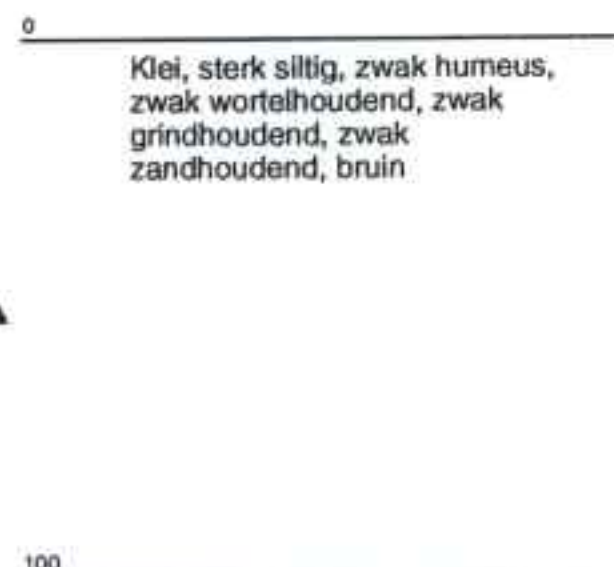 0
Klei, sterk siltig, zwak humeus,
zwak wortelhoudend, zwak
grindhoudend, zwak
zandhoudend, bruin
100